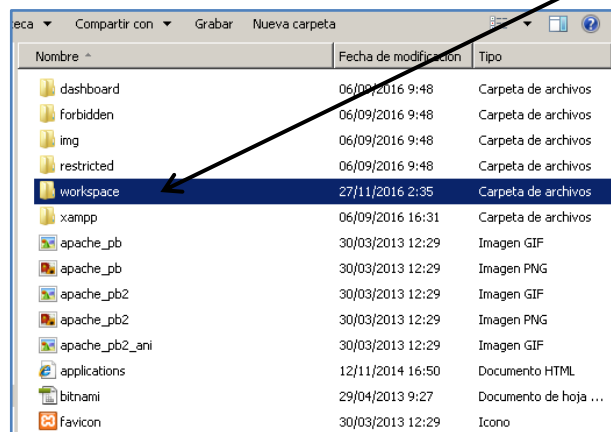 eca Compartir con Grabar Nueva carpeta
Nombre Fecha de modificación Tipo
dashboard 06/09/2016 9:48 Carpeta de archivos
forbidden 06/09/2016 9:48 Carpeta de archivos
img 06/09/2016 9:48 Carpeta de archivos
restricted 06/09/2016 9:48 Carpeta de archivos
workspace 27/11/2016 2:35 Carpeta de archivos
xampp 06/09/2016 16:31 Carpeta de archivos
apache_pb 30/03/2013 12:29 Imagen GIF
apache_pb 30/03/2013 12:29 Imagen PNG
apache_pb2 30/03/2013 12:29 Imagen GIF
apache_pb2 30/03/2013 12:29 Imagen PNG
apache_pb2_ani 30/03/2013 12:29 Imagen GIF
applications 12/11/2014 16:50 Documento HTML
bitnami 29/04/2013 9:27 Documento de hoja ...
favicon 30/03/2013 12:29 Icono